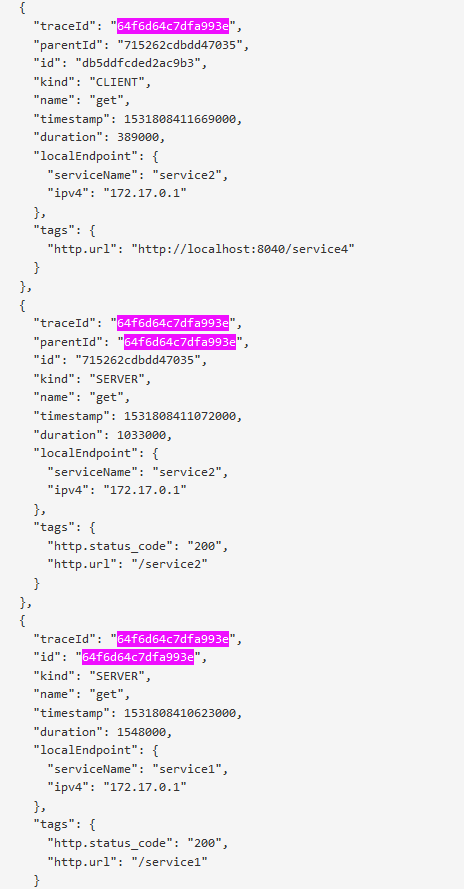 {
"traceId": "64f6d64c7dfa993e",
"parentId": "715262cdbdd47035",
"id": "db5ddfcded2ac9b3",
"kind": "CLIENT",
"name": "get",
"timestamp": 1531808411669000,
"duration": 389000,
"localEndpoint": {
"serviceName": "service2",
"ipv4": "172.17.0.1"
},
"tags": {
"http.url": "http://localhost:8040/service4"
}
},
{
"traceId": "64f6d64c7dfa993e",
"parentId": "64f6d64c7dfa993e",
"id": "715262cdbdd47035",
"kind": "SERVER",
"name": "get",
"timestamp": 1531808411072000,
"duration": 1033000,
"localEndpoint": {
"serviceName": "service2",
"ipv4": "172.17.0.1"
},
"tags": {
"http.status_code": "200",
"http.url": "/service2"
}
},
{
"traceId": "64f6d64c7dfa993e",
"id": "64f6d64c7dfa993e",
"kind": "SERVER",
"name": "get",
"timestamp": 1531808410623000,
"duration": 1548000,
"localEndpoint": {
"serviceName": "service1",
"ipv4": "172.17.0.1"
},
"tags": {
"http.status_code": "200",
"http.url": "/service1"
}